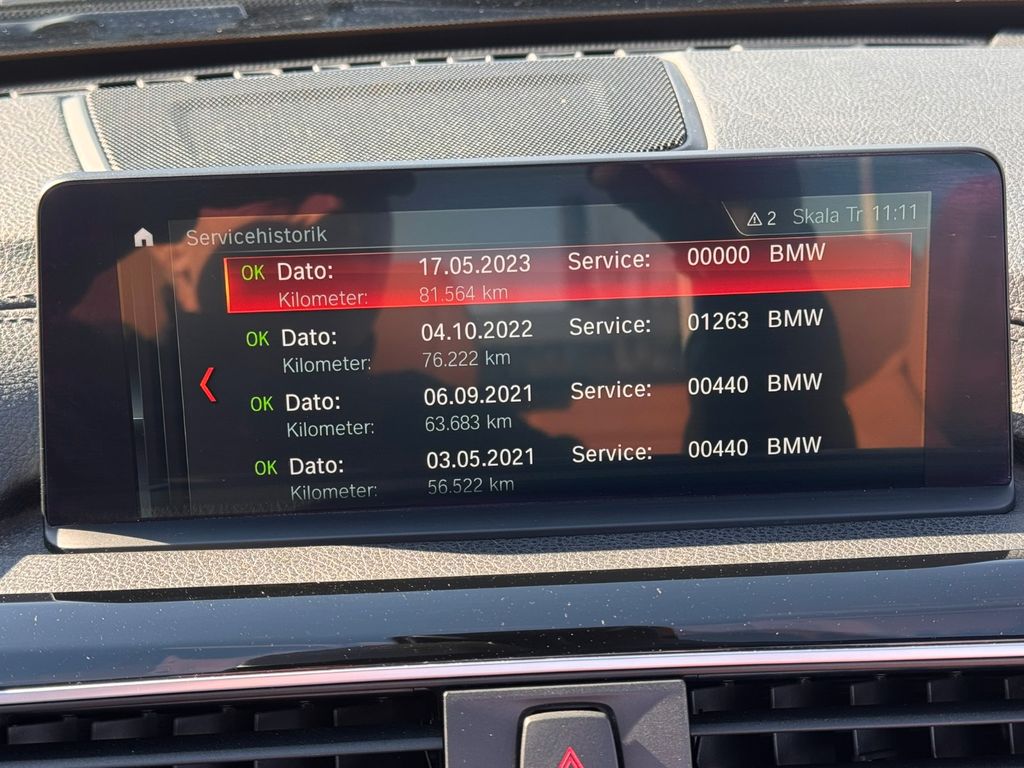 2 Skala Tr 11:11
Servicehistorik
OK Dato: 17.05.2023 Service: 00000 BMW
Kilometer: 81.564 km
OK Dato: 04.10.2022 Service: 01263 BMW
Kilometer: 76.222 km
OK Dato: 06.09.2021 Service: 00440 BMW
Kilometer: 63.683 km
OK Dato: 03.05.2021 Service: 00440 BMW
Kilometer: 56.522 km